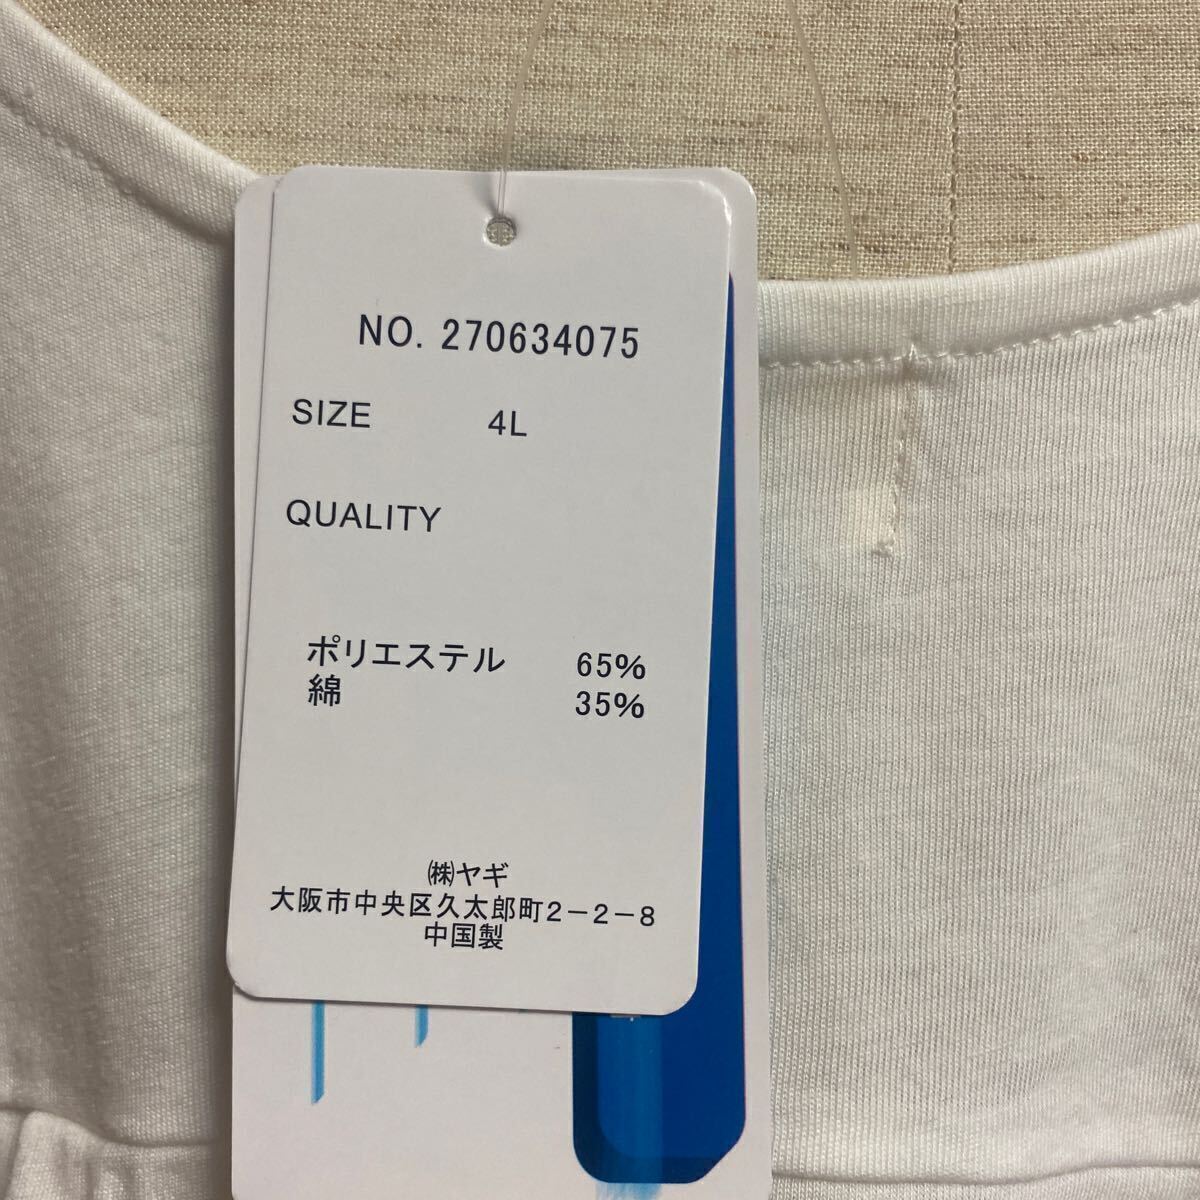 NO. 270634075
SIZE 4L
QUALITY
ポリエステル 65%
綿 35%
㈱ヤギ
大阪市中央区久太郎町2-2-8
中国製